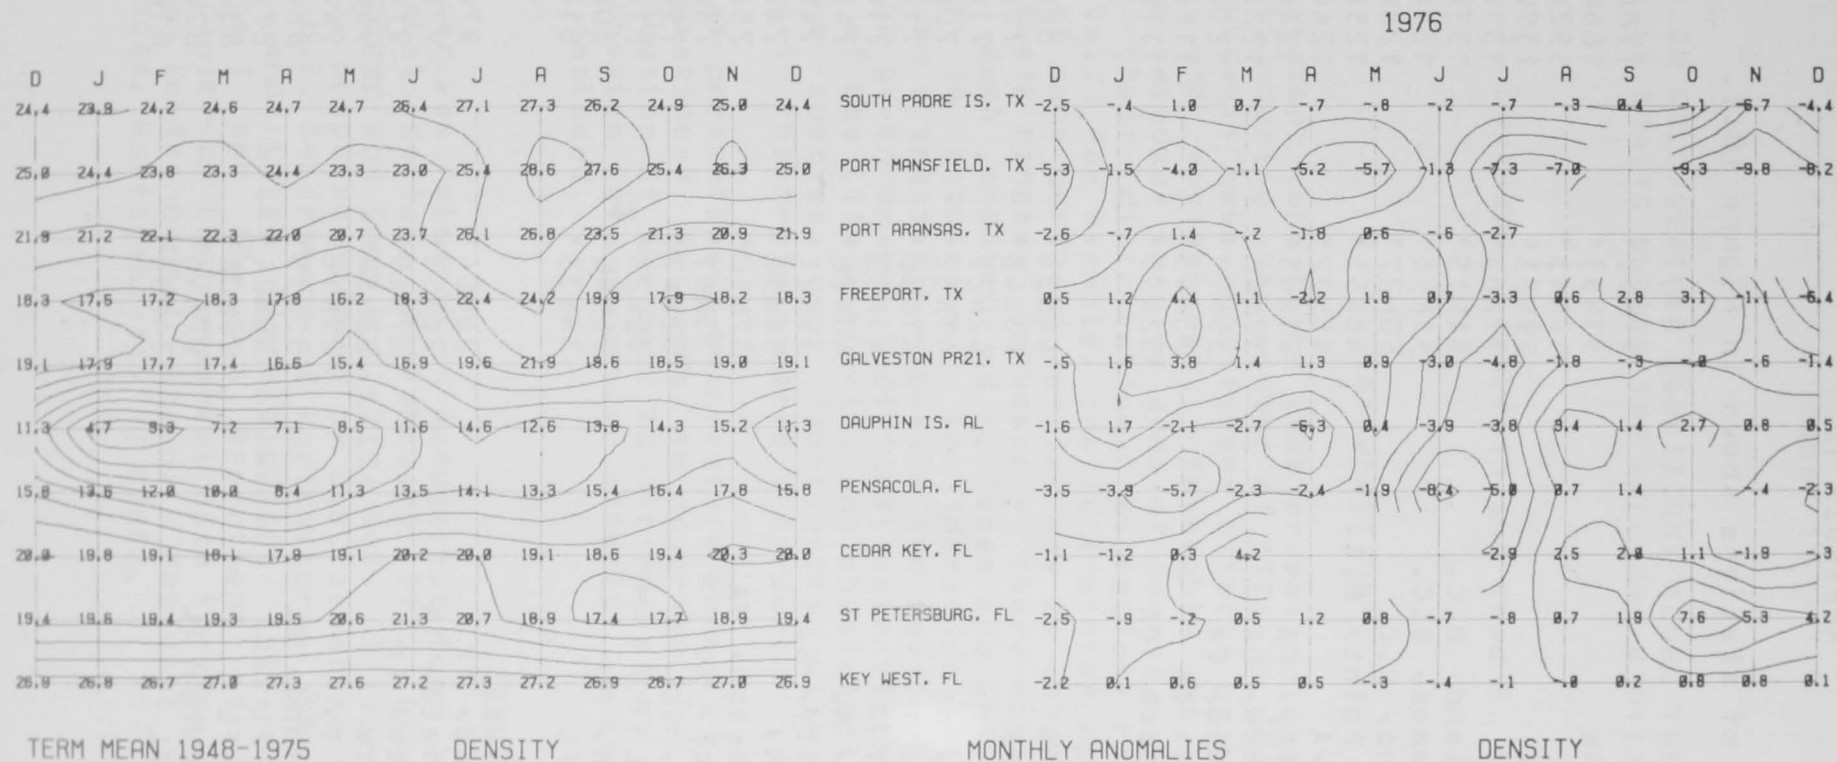 1976
D J F M A M J J A S O N D D J F M A M J J A S O N D
24.4 23.9 24.2 24.6 24.7 24.7 26.4 27.1 27.3 26.2 24.9 25.0 24.4 SOUTH PADRE IS. TX -2.5 -.4 1.0 0.7 -.7 -.8 -.2 -.7 -.3 0.4 -.1 -6.7 -4.4
25.0 24.4 23.8 23.3 24.4 23.3 23.0 25.4 28.6 27.6 25.4 26.3 25.0 PORT MANSFIELD. TX -5.3 -1.5 -4.0 -1.1 -5.2 -5.7 -1.3 -7.3 -7.0 -9.3 -9.8 -8.2
21.9 21.2 22.1 22.3 22.0 20.7 23.7 26.1 26.8 23.5 21.3 20.9 21.9 PORT ARANSAS. TX -2.6 -.7 1.4 -.2 -1.8 0.6 -.6 -2.7
18.3 17.6 17.2 18.3 17.8 16.2 18.3 22.4 24.2 19.9 17.9 18.2 18.3 FREEPORT. TX 0.5 1.2 4.4 1.1 -2.2 1.8 0.7 -3.3 0.6 2.8 3.1 -1.1 -6.4
19.1 17.9 17.7 17.4 16.6 15.4 16.9 19.6 21.9 18.6 18.5 19.0 19.1 GALVESTON PR21. TX -.5 1.6 3.8 1.4 1.3 0.9 -3.0 -4.8 -1.8 -.3 -.0 -.6 -1.4
11.3 4.7 9.3 7.2 7.1 8.5 11.6 14.6 12.6 13.8 14.3 15.2 11.3 DAUPHIN IS. AL -1.6 1.7 -2.1 -2.7 -6.3 0.4 -3.9 -3.8 3.4 1.4 2.7 0.8 0.5
15.8 13.6 12.0 10.0 8.4 11.3 13.5 14.1 13.3 15.4 16.4 17.8 15.8 PENSACOLA. FL -3.5 -3.9 -5.7 -2.3 -2.4 -1.9 -8.4 -6.0 0.7 1.4 -.4 -2.3
20.0 19.8 19.1 18.1 17.8 19.1 20.2 20.0 19.1 18.6 19.4 20.3 20.0 CEDAR KEY. FL -1.1 -1.2 0.3 4.2 -2.9 2.5 2.0 1.1 -1.9 -.3
19.4 19.6 19.4 19.3 19.5 20.6 21.3 20.7 18.9 17.4 17.7 18.9 19.4 ST PETERSBURG. FL -2.5 -.9 -.2 0.5 1.2 0.8 -.7 -.8 0.7 1.9 7.6 5.3 4.2
26.9 26.8 26.7 27.0 27.3 27.6 27.2 27.3 27.2 26.9 26.7 27.0 26.9 KEY WEST. FL -2.2 0.1 0.6 0.5 0.5 -.3 -.4 -.1 -.0 0.2 0.8 0.8 0.1
TERM MEAN 1948-1975 DENSITY MONTHLY ANOMALIES DENSITY